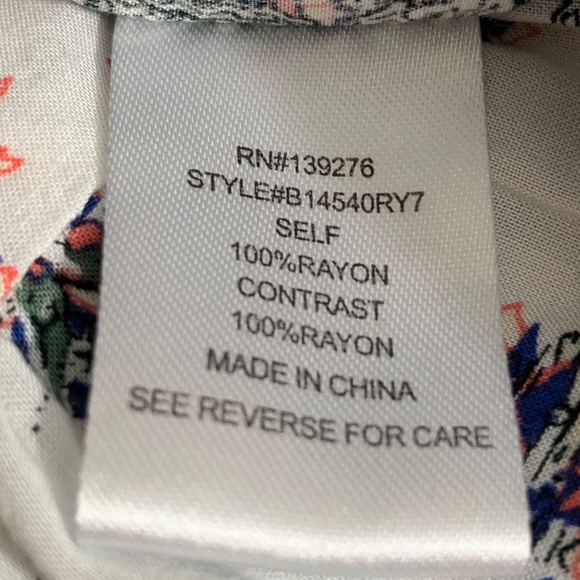 RN#139276
STYLE#B14540RY7
SELF
100%RAYON
CONTRAST
100%RAYON
MADE IN CHINA
SEE REVERSE FOR CARE